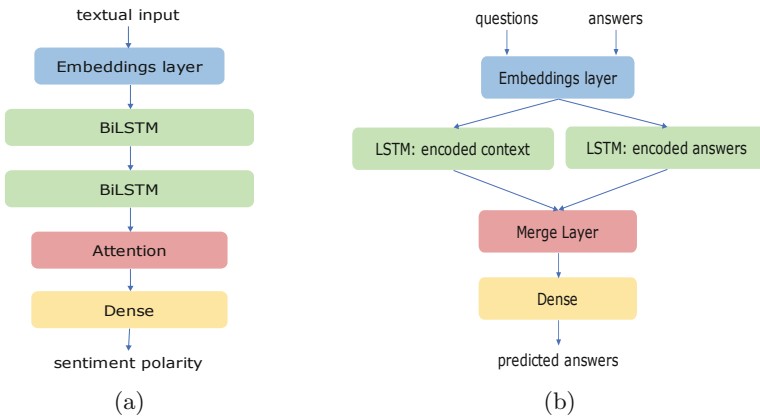 textual input
Embeddings layer
BiLSTM
BiLSTM
Attention
Dense
sentiment polarity
(a)
questions answers
Embeddings layer
LSTM: encoded context LSTM: encoded answers
Merge Layer
Dense
predicted answers
(b)